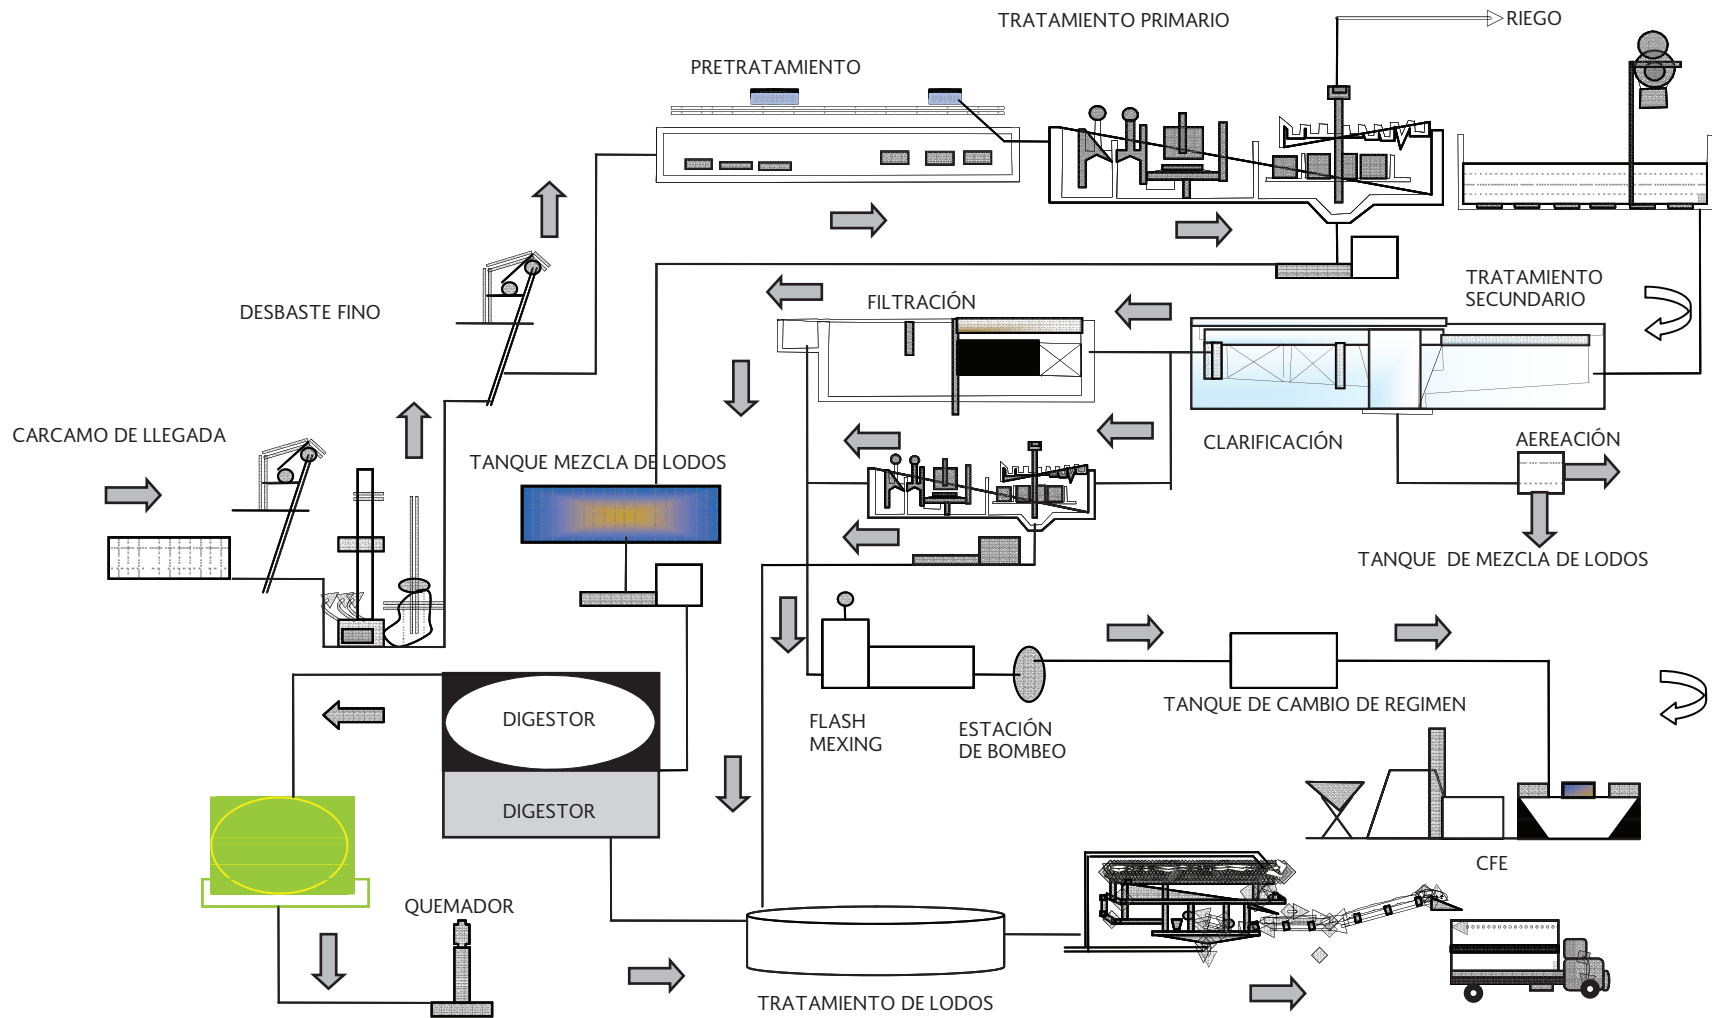 TRATAMIENTO PRIMARIO
RIEGO
PRETRATAMIENTO
DESBASTE FINO
FILTRACIÓN
TRATAMIENTO
SECUNDARIO
CARCAMO DE LLEGADA
TANQUE MEZCLA DE LODOS
CLARIFICACIÓN
AEREACIÓN
TANQUE DE MEZCLA DE LODOS
DIGESTOR
DIGESTOR
FLASH
MEXING
ESTACIÓN
DE BOMBEO
TANQUE DE CAMBIO DE REGIMEN
CFE
QUEMADOR
TRATAMIENTO DE LODOS